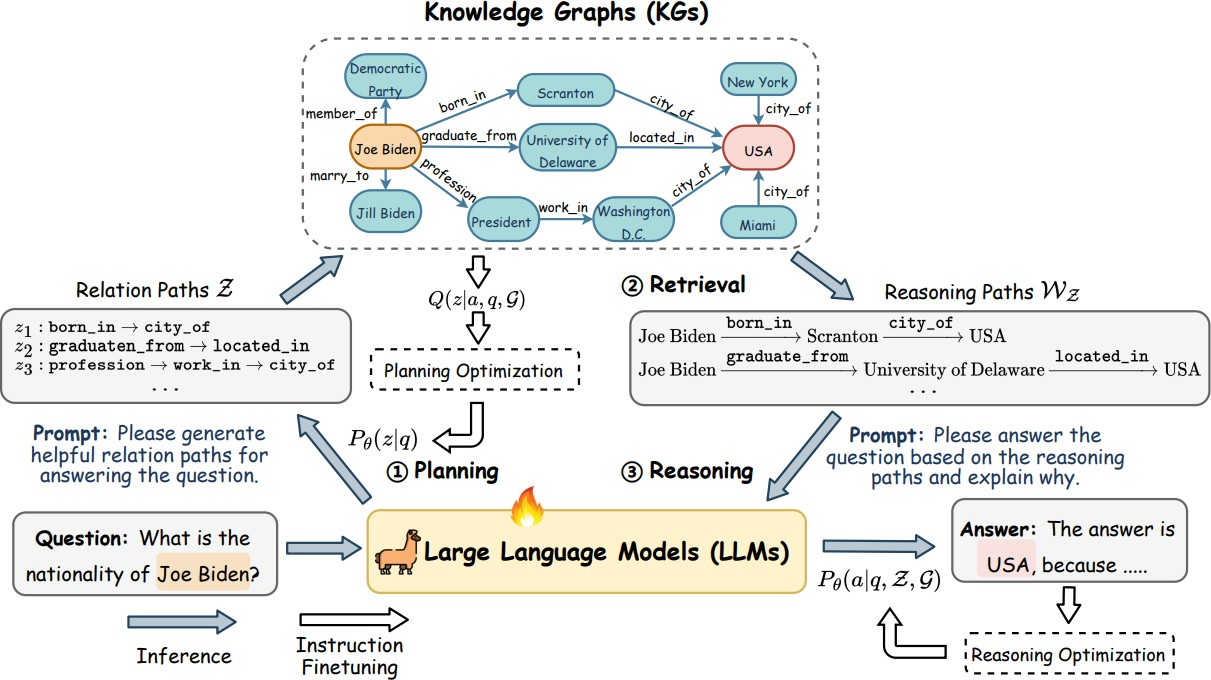 Knowledge Graphs (KGs)
Democratic
Party
member_of
Joe Biden
marry_to
Jill Biden
born_in
Scranton
city_of
graduate_from
University of
Delaware
located_in
profession
President
work_in
Washington
D.C.
city_of
New York
city_of
USA
city_of
Miami
Relation Paths Z
z1 : born_in → city_of
z2 : graduaten_from → located_in
z3 : profession → work_in → city_of
...
Q(z|a, q, G)
Planning Optimization
Pθ(z|q)
② Retrieval
Reasoning Paths WZ
Joe Biden born_in→ Scranton city_of→ USA
Joe Biden graduate_from→ University of Delaware located_in→ USA
...
Prompt: Please generate
helpful relation paths for
answering the question.
① Planning
③ Reasoning
Prompt: Please answer the
question based on the reasoning
paths and explain why.
Question: What is the
nationality of Joe Biden?
Large Language Models (LLMs)
Pθ(a|q, Z, G)
Answer: The answer is
USA, because .....
Inference
Instruction
Finetuning
Reasoning Optimization